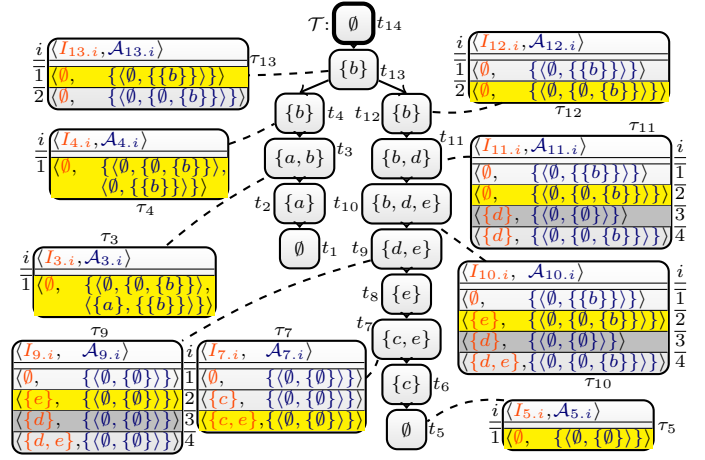 𝒯: ∅ t₁₄
{b} t₁₃
{b} t₄
{b} t₁₂
{a, b} t₃
{b, d} t₁₁
{a} t₂
{b, d, e} t₁₀
∅ t₁
{d, e} t₉
{e} t₈
{c, e} t₇
{c} t₆
∅ t₅
i ⟨I₁₃.ᵢ, 𝒜₁₃.ᵢ⟩ τ₁₃
1 ⟨∅, {⟨∅, {{b}}⟩}⟩
2 ⟨∅, {⟨∅, {∅, {b}}⟩}⟩
i ⟨I₁₂.ᵢ, 𝒜₁₂.ᵢ⟩
1 ⟨∅, {⟨∅, {{b}}⟩}⟩
2 ⟨∅, {⟨∅, {∅, {b}}⟩}⟩
τ₁₂
i ⟨I₄.ᵢ, 𝒜₄.ᵢ⟩
1 ⟨∅, {⟨∅, {∅, {b}}⟩,
⟨∅, {{b}}⟩}⟩
τ₄
τ₁₁
⟨I₁₁.ᵢ, 𝒜₁₁.ᵢ⟩ i
⟨∅, {⟨∅, {{b}}⟩}⟩ 1
⟨∅, {⟨∅, {∅, {b}}⟩}⟩ 2
⟨{d}, {⟨∅, {∅}⟩}⟩ 3
⟨{d}, {⟨∅, {∅, {b}}⟩}⟩ 4
τ₃
i ⟨I₃.ᵢ, 𝒜₃.ᵢ⟩
1 ⟨∅, {⟨∅, {∅, {b}}⟩,
⟨{a}, {{b}}⟩}⟩
⟨I₁₀.ᵢ, 𝒜₁₀.ᵢ⟩ i
⟨∅, {⟨∅, {{b}}⟩}⟩ 1
⟨{e}, {⟨∅, {∅, {b}}⟩}⟩ 2
⟨{d}, {⟨∅, {∅}⟩}⟩ 3
⟨{d, e}, {⟨∅, {∅, {b}}⟩}⟩ 4
τ₁₀
τ₉
⟨I₉.ᵢ, 𝒜₉.ᵢ⟩ i
⟨∅, {⟨∅, {∅}⟩}⟩ 1
⟨{e}, {⟨∅, {∅}⟩}⟩ 2
⟨{d}, {⟨∅, {∅}⟩}⟩ 3
⟨{d, e}, {⟨∅, {∅}⟩}⟩ 4
τ₇
⟨I₇.ᵢ, 𝒜₇.ᵢ⟩
⟨∅, {⟨∅, {∅}⟩}⟩
⟨{c}, {⟨∅, {∅}⟩}⟩
⟨{c, e}, {⟨∅, {∅}⟩}⟩
i ⟨I₅.ᵢ, 𝒜₅.ᵢ⟩ τ₅
1 ⟨∅, {⟨∅, {∅}⟩}⟩